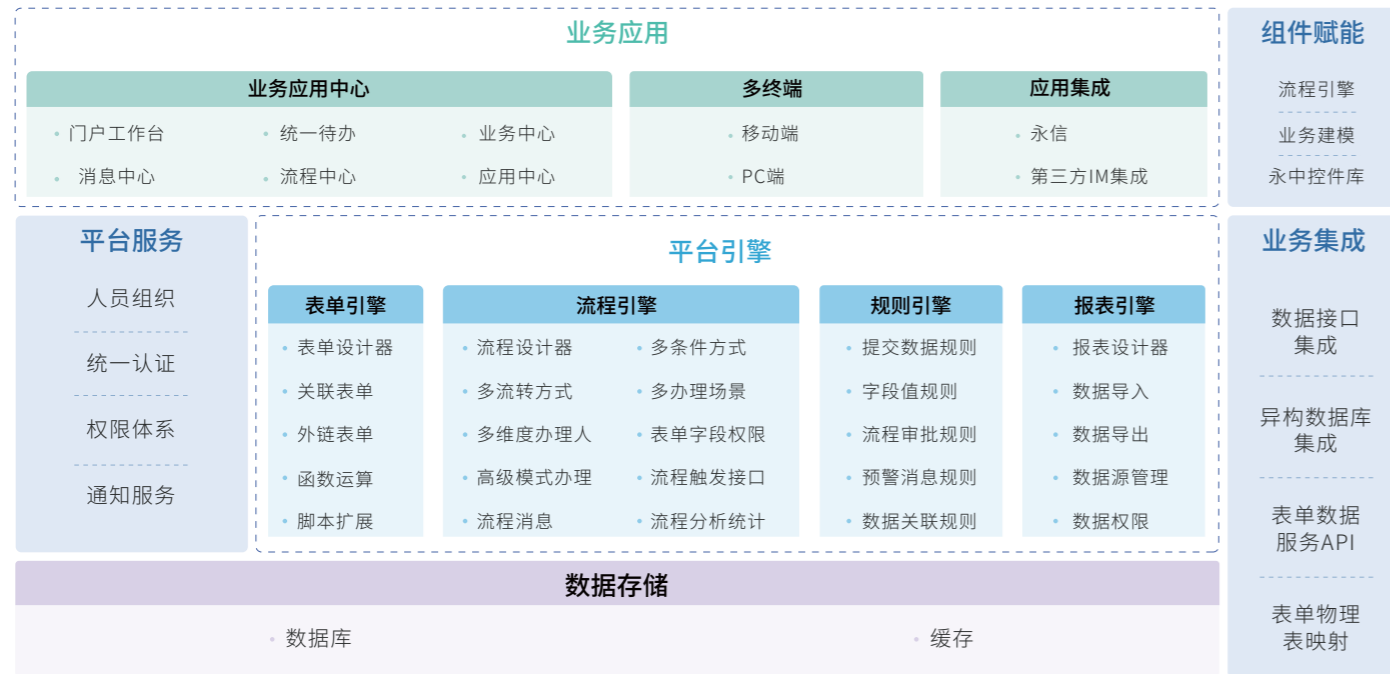 业务应用
业务应用中心
门户工作台
统一待办
业务中心
消息中心
流程中心
应用中心
多终端
移动端
PC端
应用集成
永信
第三方IM集成
组件赋能
流程引擎
业务建模
永中控件库
平台服务
人员组织
统一认证
权限体系
通知服务
平台引擎
表单引擎
表单设计器
关联表单
外链表单
函数运算
脚本扩展
流程引擎
流程设计器
多条件方式
多流转方式
多办理场景
多维度办理人
表单字段权限
高级模式办理
流程触发接口
流程消息
流程分析统计
规则引擎
提交数据规则
字段值规则
流程审批规则
预警消息规则
数据关联规则
报表引擎
报表设计器
数据导入
数据导出
数据源管理
数据权限
业务集成
数据接口
集成
异构数据库
集成
表单数据
服务API
表单物理
表映射
数据存储
数据库
缓存